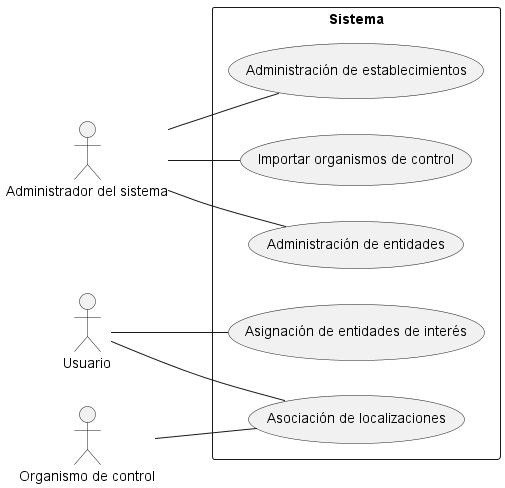 Sistema
Administración de establecimientos
Importar organismos de control
Administrador del sistema
Administración de entidades
Asignación de entidades de interés
Usuario
Asociación de localizaciones
Organismo de control